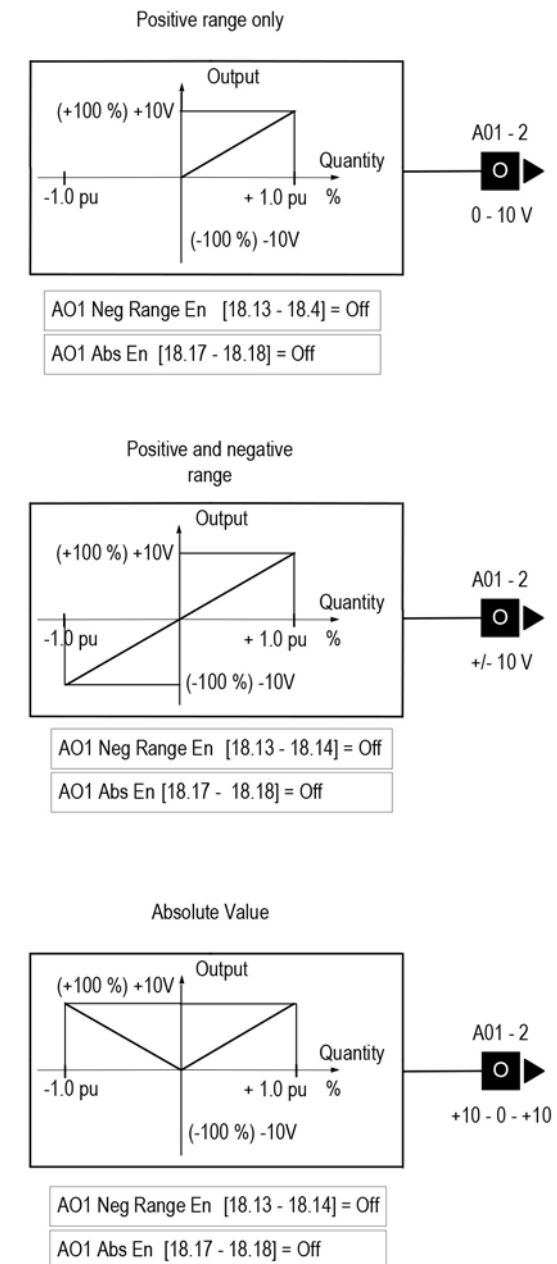 Positive range only
Output
(+100 %) +10V
Quantity
-1.0 pu
+ 1.0 pu %
(-100 %) -10V
A01 - 2
O
0 - 10 V
AO1 Neg Range En [18.13 - 18.4] = Off
AO1 Abs En [18.17 - 18.18] = Off
Positive and negative
range
Output
(+100 %) +10V
Quantity
-1.0 pu
+ 1.0 pu %
(-100 %) -10V
A01 - 2
O
+/- 10 V
AO1 Neg Range En [18.13 - 18.14] = Off
AO1 Abs En [18.17 - 18.18] = Off
Absolute Value
Output
(+100 %) +10V
Quantity
-1.0 pu
+ 1.0 pu %
(-100 %) -10V
A01 - 2
O
+10 - 0 - +10
AO1 Neg Range En [18.13 - 18.14] = Off
AO1 Abs En [18.17 - 18.18] = Off